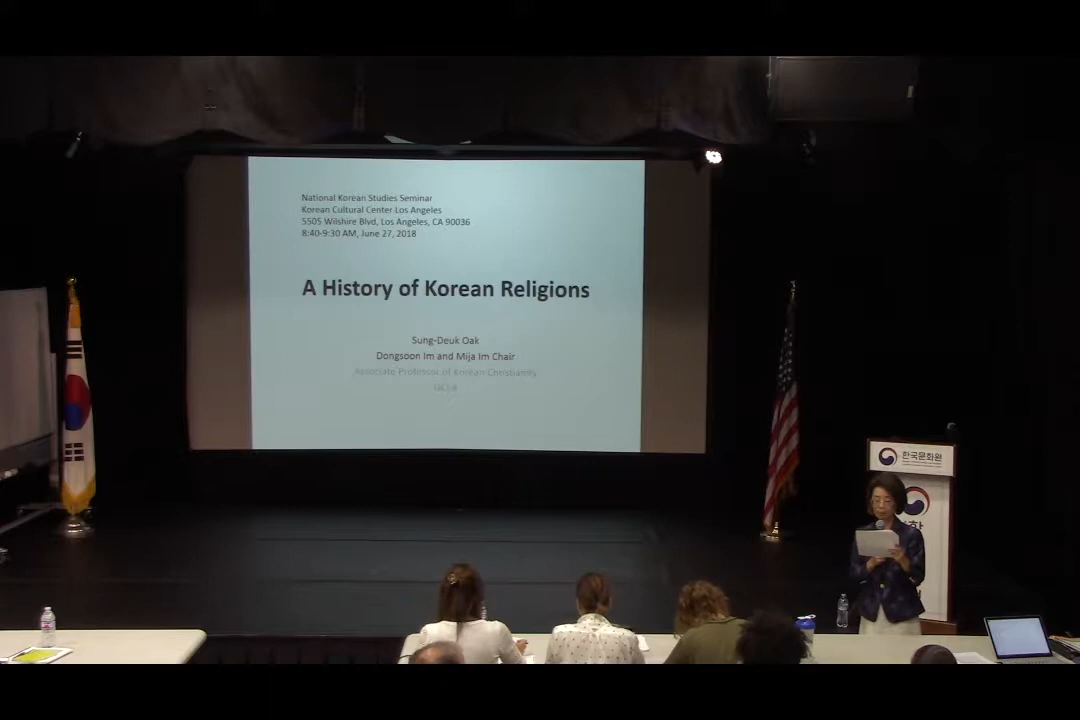 National Korean Studies Seminar
Korean Cultural Center Los Angeles
5505 Wilshire Blvd, Los Angeles, CA 90036
8:40-9:30 AM, June 27, 2018
A History of Korean Religions
Sung-Deuk Oak
Dongsoon Im and Mija Im Chair
Associate Professor of Korean Christianity
UCLA
한국문화원